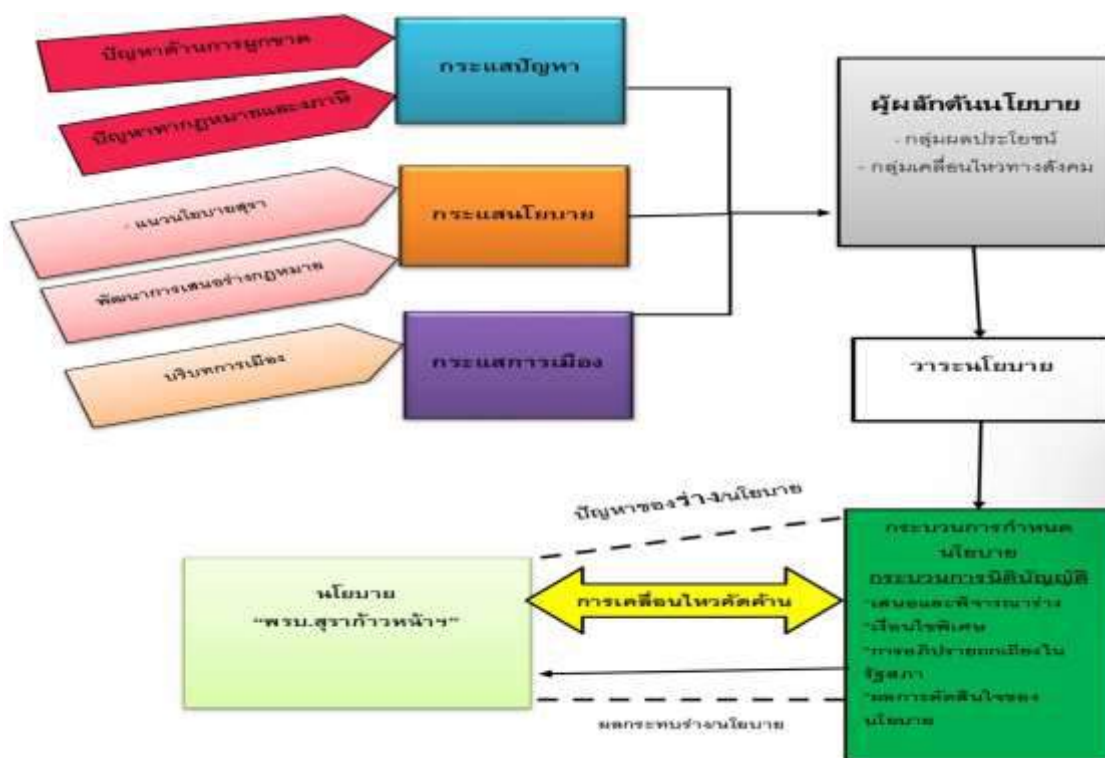 ปัญหาด้านการผูกขาด
กระแสปัญหา
ปัญหาทากฎหมายและงภาษี
ผู้ผลักดันนโยบาย
- กลุ่มผลประโยชน์
- กลุ่มเคลื่อนไหวทางสังคม
- แนวนโยบายสุรา
กระแสนโยบาย
พัฒนาการเสนอร่างกฎหมาย
บริบทการเมือง
กระแสการเมือง
วาระนโยบาย
ปัญหาของร่าง/นโยบาย
นโยบาย
“พรบ.สุราก้าวหน้าฯ”
การเคลื่อนไหวคัดค้าน
กระบวนการกำหนด
นโยบาย
กระบวนการนิติบัญญัติ
*เสนอและพิจารณาร่าง
*เงื่อนไขพิเศษ
*การอภิปรายถกเถียงใน
รัฐสภา
*ผลการตัดสินใจของ
นโยบาย
ผลกระทบร่าง/นโยบาย